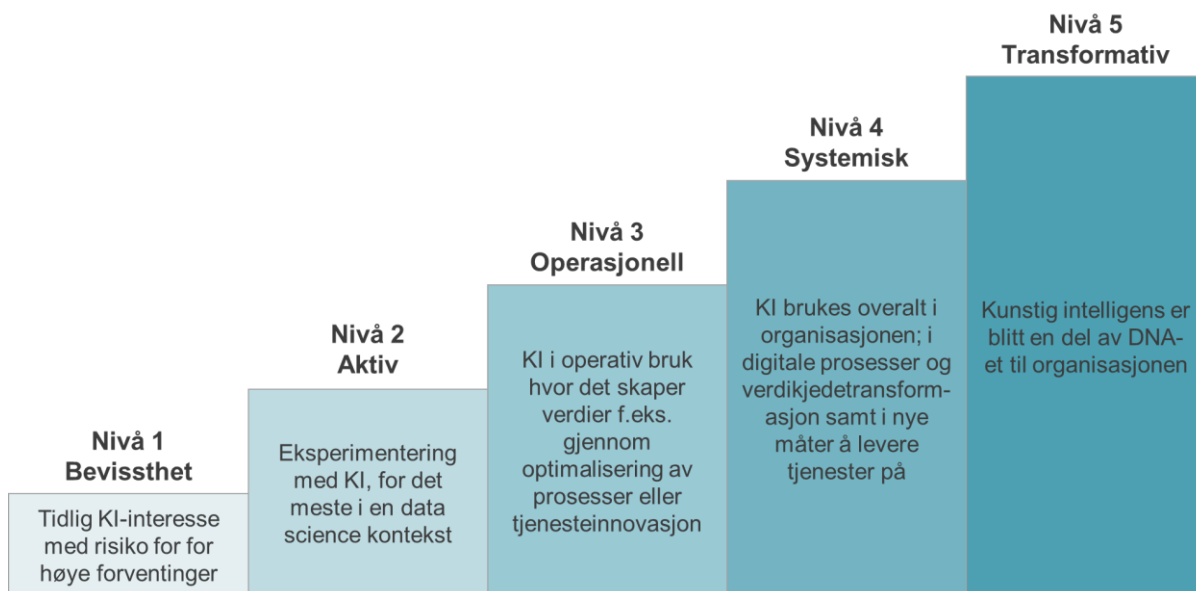 Nivå 1
Bevissthet
Tidlig KI-interesse
med risiko for for
høye forventinger
Nivå 2
Aktiv
Eksperimentering
med KI, for det
meste i en data
science kontekst
Nivå 3
Operasjonell
KI i operativ bruk
hvor det skaper
verdier f.eks.
gjennom
optimalisering av
prosesser eller
tjenesteinnovasjon
Nivå 4
Systemisk
KI brukes overalt i
organisasjonen; i
digitale prosesser og
verdikjedetransform-
asjon samt i nye
måter å levere
tjenester på
Nivå 5
Transformativ
Kunstig intelligens er
blitt en del av DNA-
et til organisasjonen